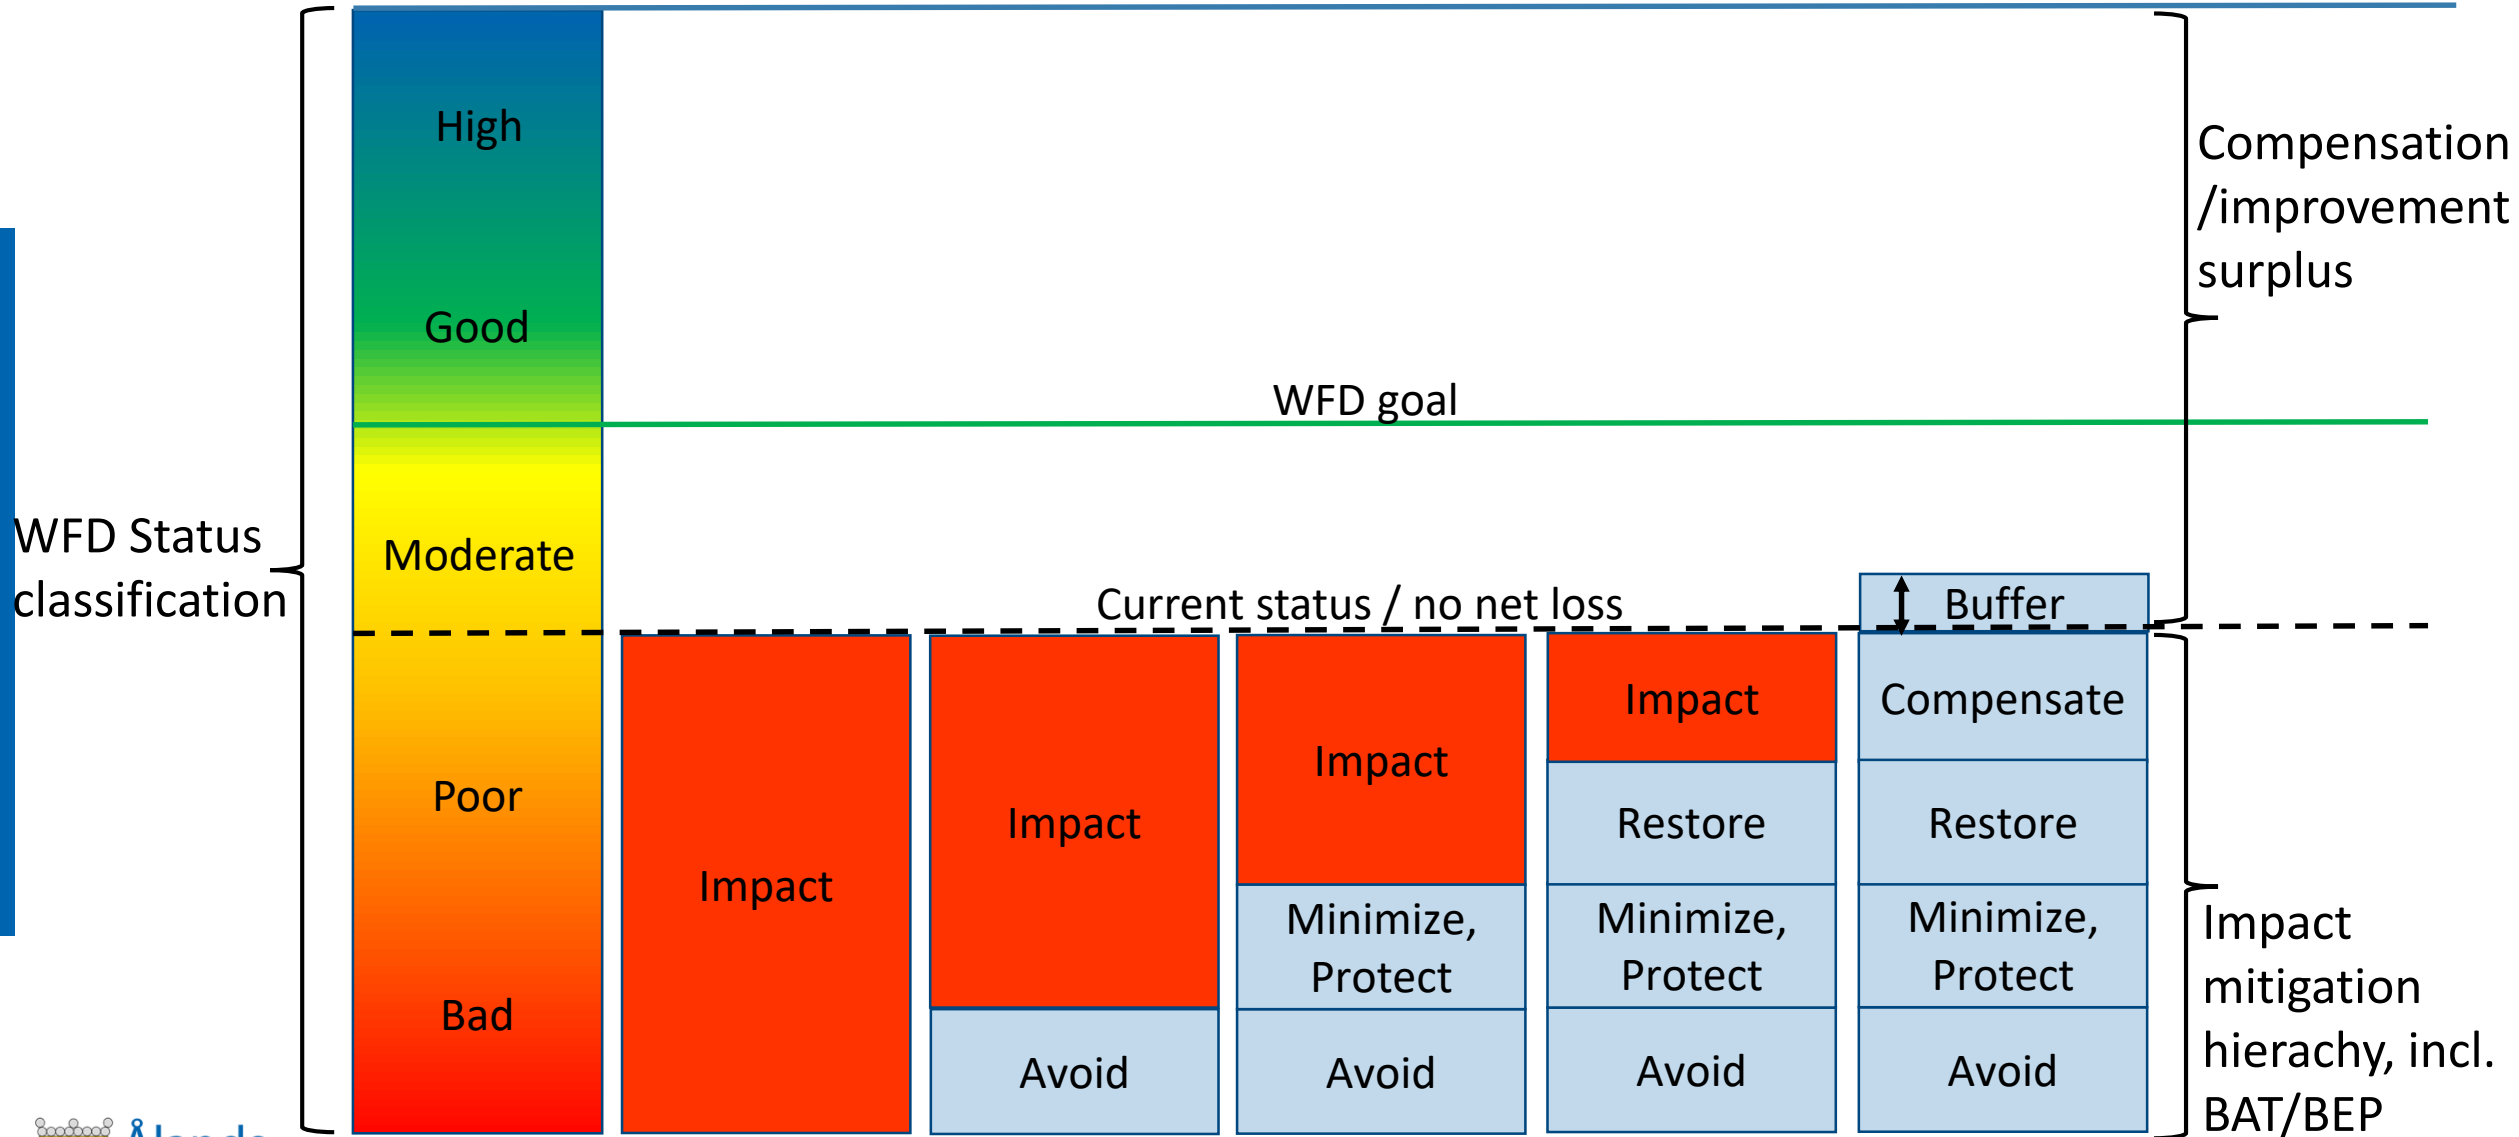 High
Good
Moderate
Poor
Bad
WFD Status
classification
WFD goal
Current status / no net loss
Impact
Impact
Avoid
Impact
Minimize,
Protect
Avoid
Impact
Restore
Minimize,
Protect
Avoid
Buffer
Compensate
Restore
Minimize,
Protect
Avoid
Compensation
/improvement
surplus
Impact
mitigation
hierachy, incl.
BAT/BEP